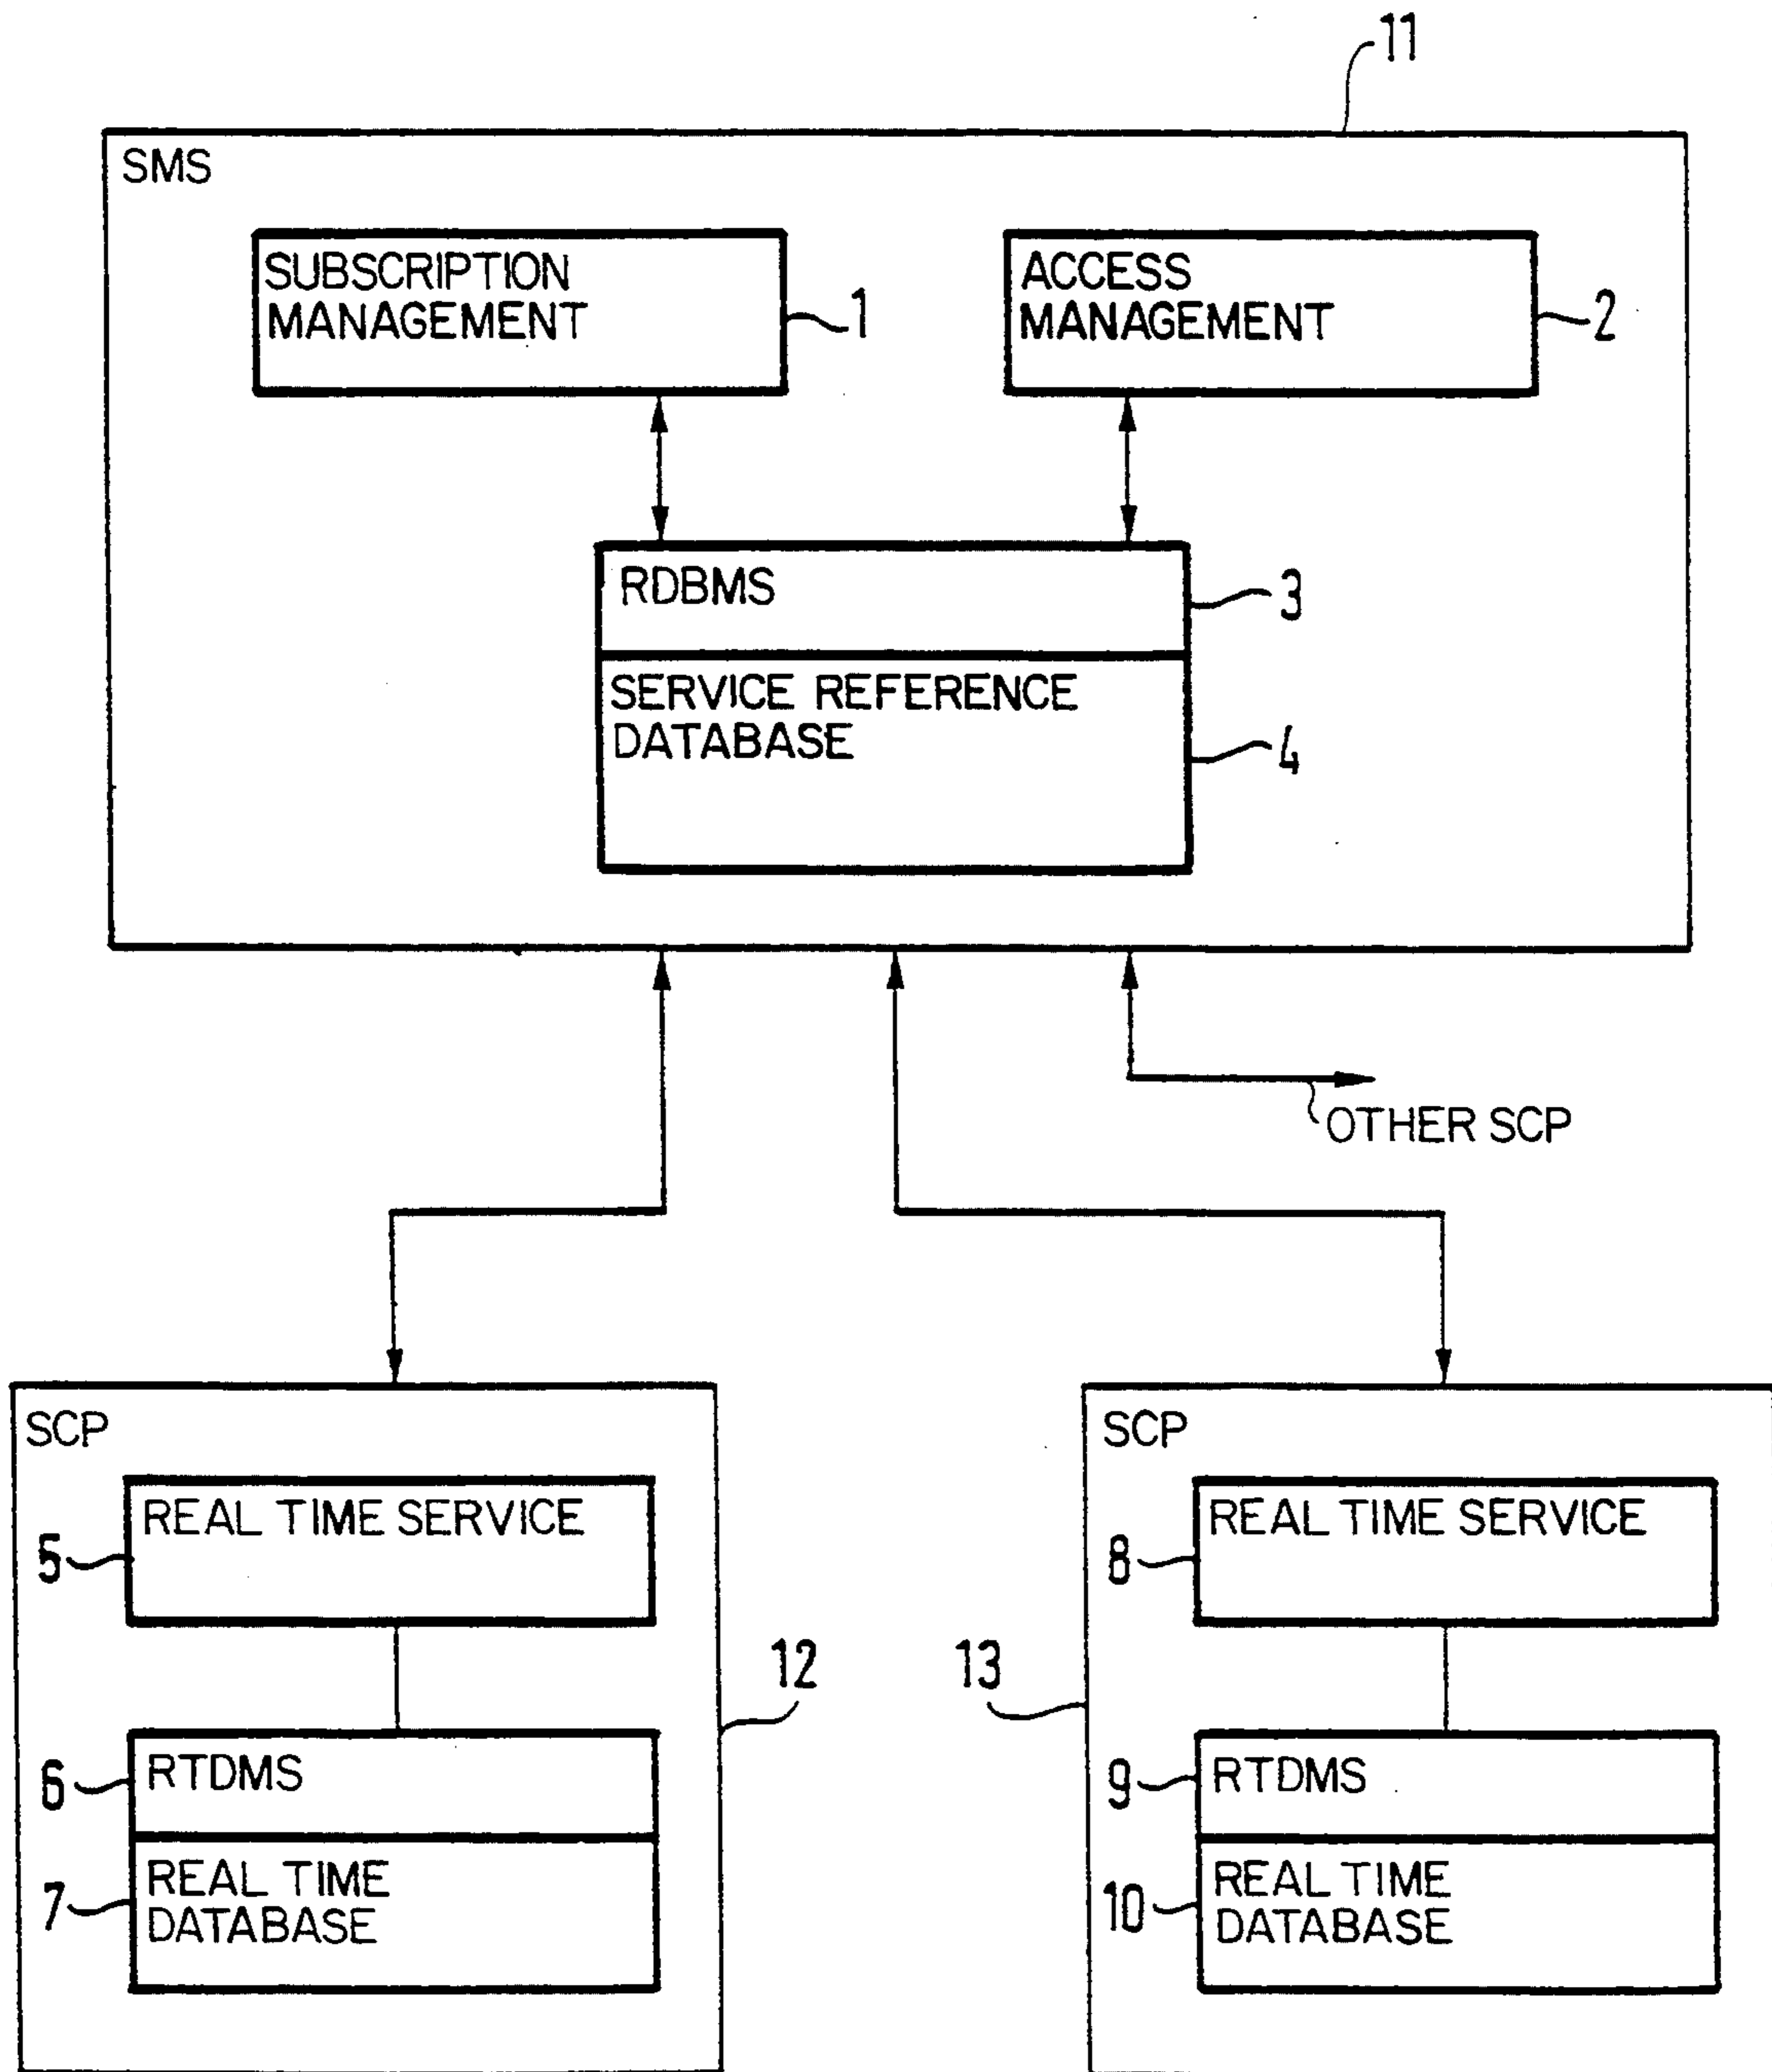 11
SMS
SUBSCRIPTION
MANAGEMENT
1
ACCESS
MANAGEMENT
2
RDBMS
3
SERVICE REFERENCE
DATABASE
4
OTHER SCP
SCP
REAL TIME SERVICE
5
12
RTDMS
6
REAL TIME
DATABASE
7
SCP
REAL TIME SERVICE
8
13
RTDMS
9
REAL TIME
DATABASE
10